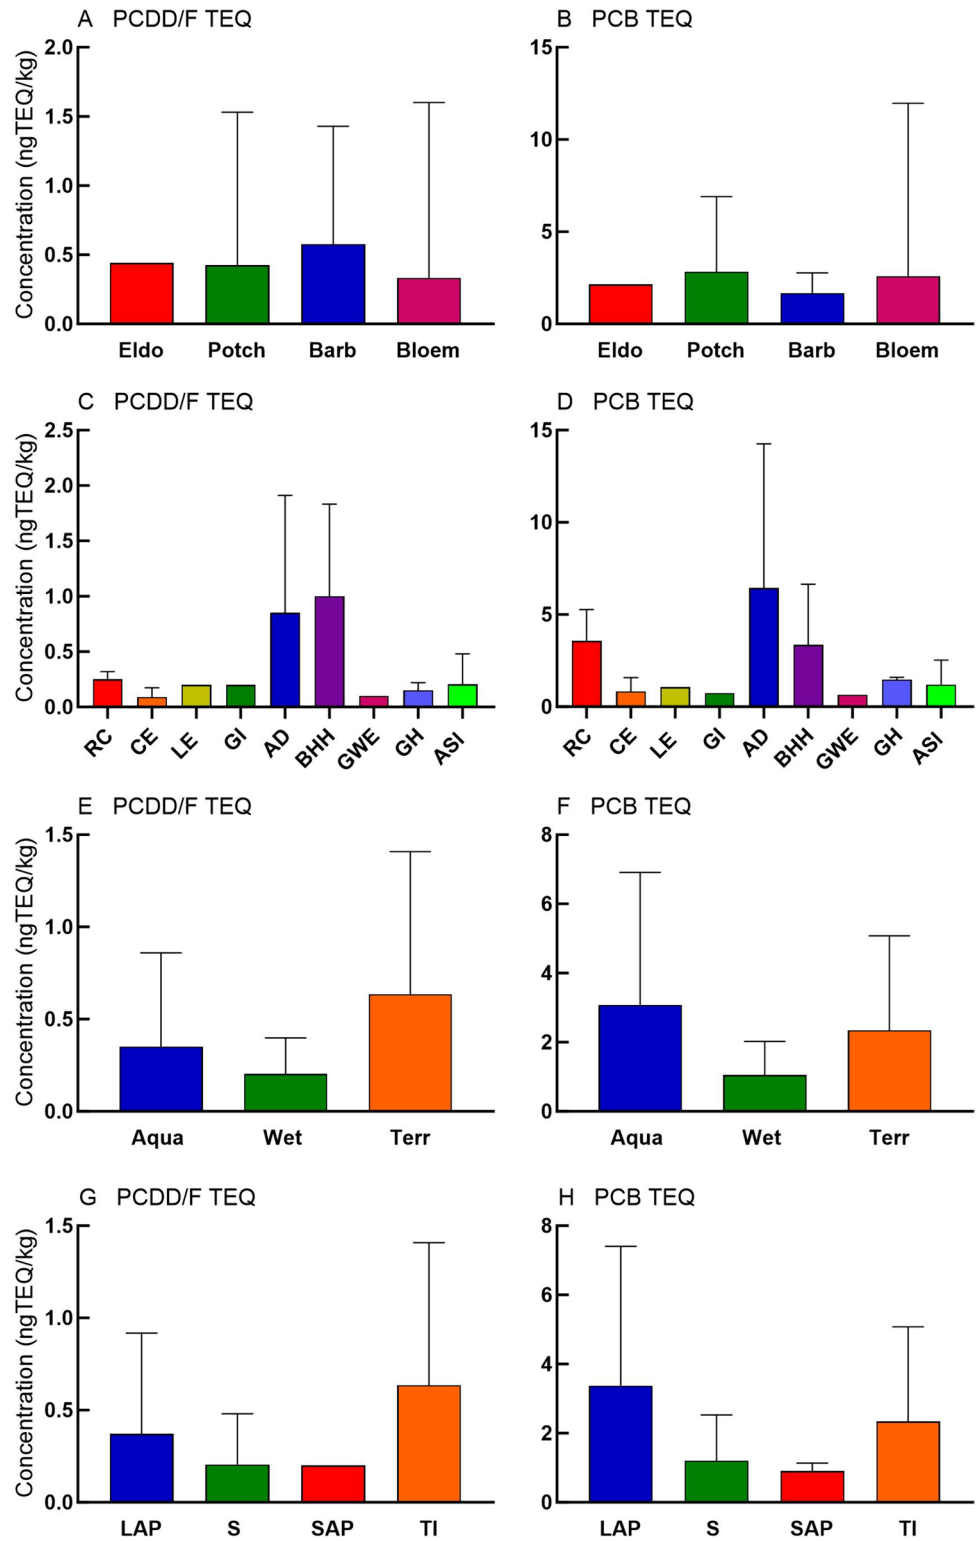 A PCDD/F TEQ
B PCB TEQ
Concentration (ngTEQ/kg)
2.0
1.5
1.0
0.5
0.0
Eldo Potch Barb Bloem
15
10
5
0
Eldo Potch Barb Bloem
C PCDD/F TEQ
D PCB TEQ
Concentration (ngTEQ/kg)
2.5
2.0
1.5
1.0
0.5
0.0
RC CE LE GI AD BHH GWE GH ASI
15
10
5
0
RC CE LE GI AD BHH GWE GH ASI
E PCDD/F TEQ
F PCB TEQ
Concentration (ngTEQ/kg)
1.5
1.0
0.5
0.0
Aqua Wet Terr
8
6
4
2
0
Aqua Wet Terr
G PCDD/F TEQ
H PCB TEQ
Concentration (ngTEQ/kg)
1.5
1.0
0.5
0.0
LAP S SAP TI
8
6
4
2
0
LAP S SAP TI